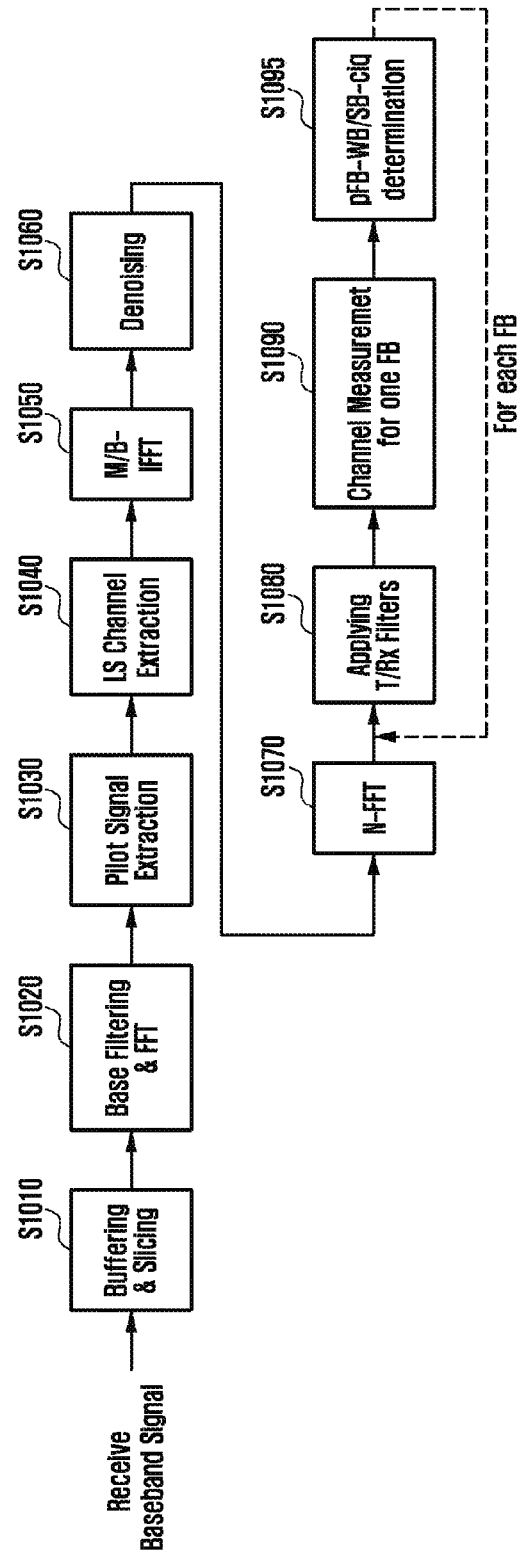 Receive
Baseband Signal
S1010
Buffering
& Slicing
S1020
Base Filtering
& FFT
S1030
Pilot Signal
Extraction
S1040
LS Channel
Extraction
S1050
M/B-
IFFT
S1060
Denoising
S1070
N-FFT
S1080
Applying
T/Rx Filters
S1090
Channel Measuremet
for one FB
S1095
pFB-WB/SB-ciq
determination
For each FB